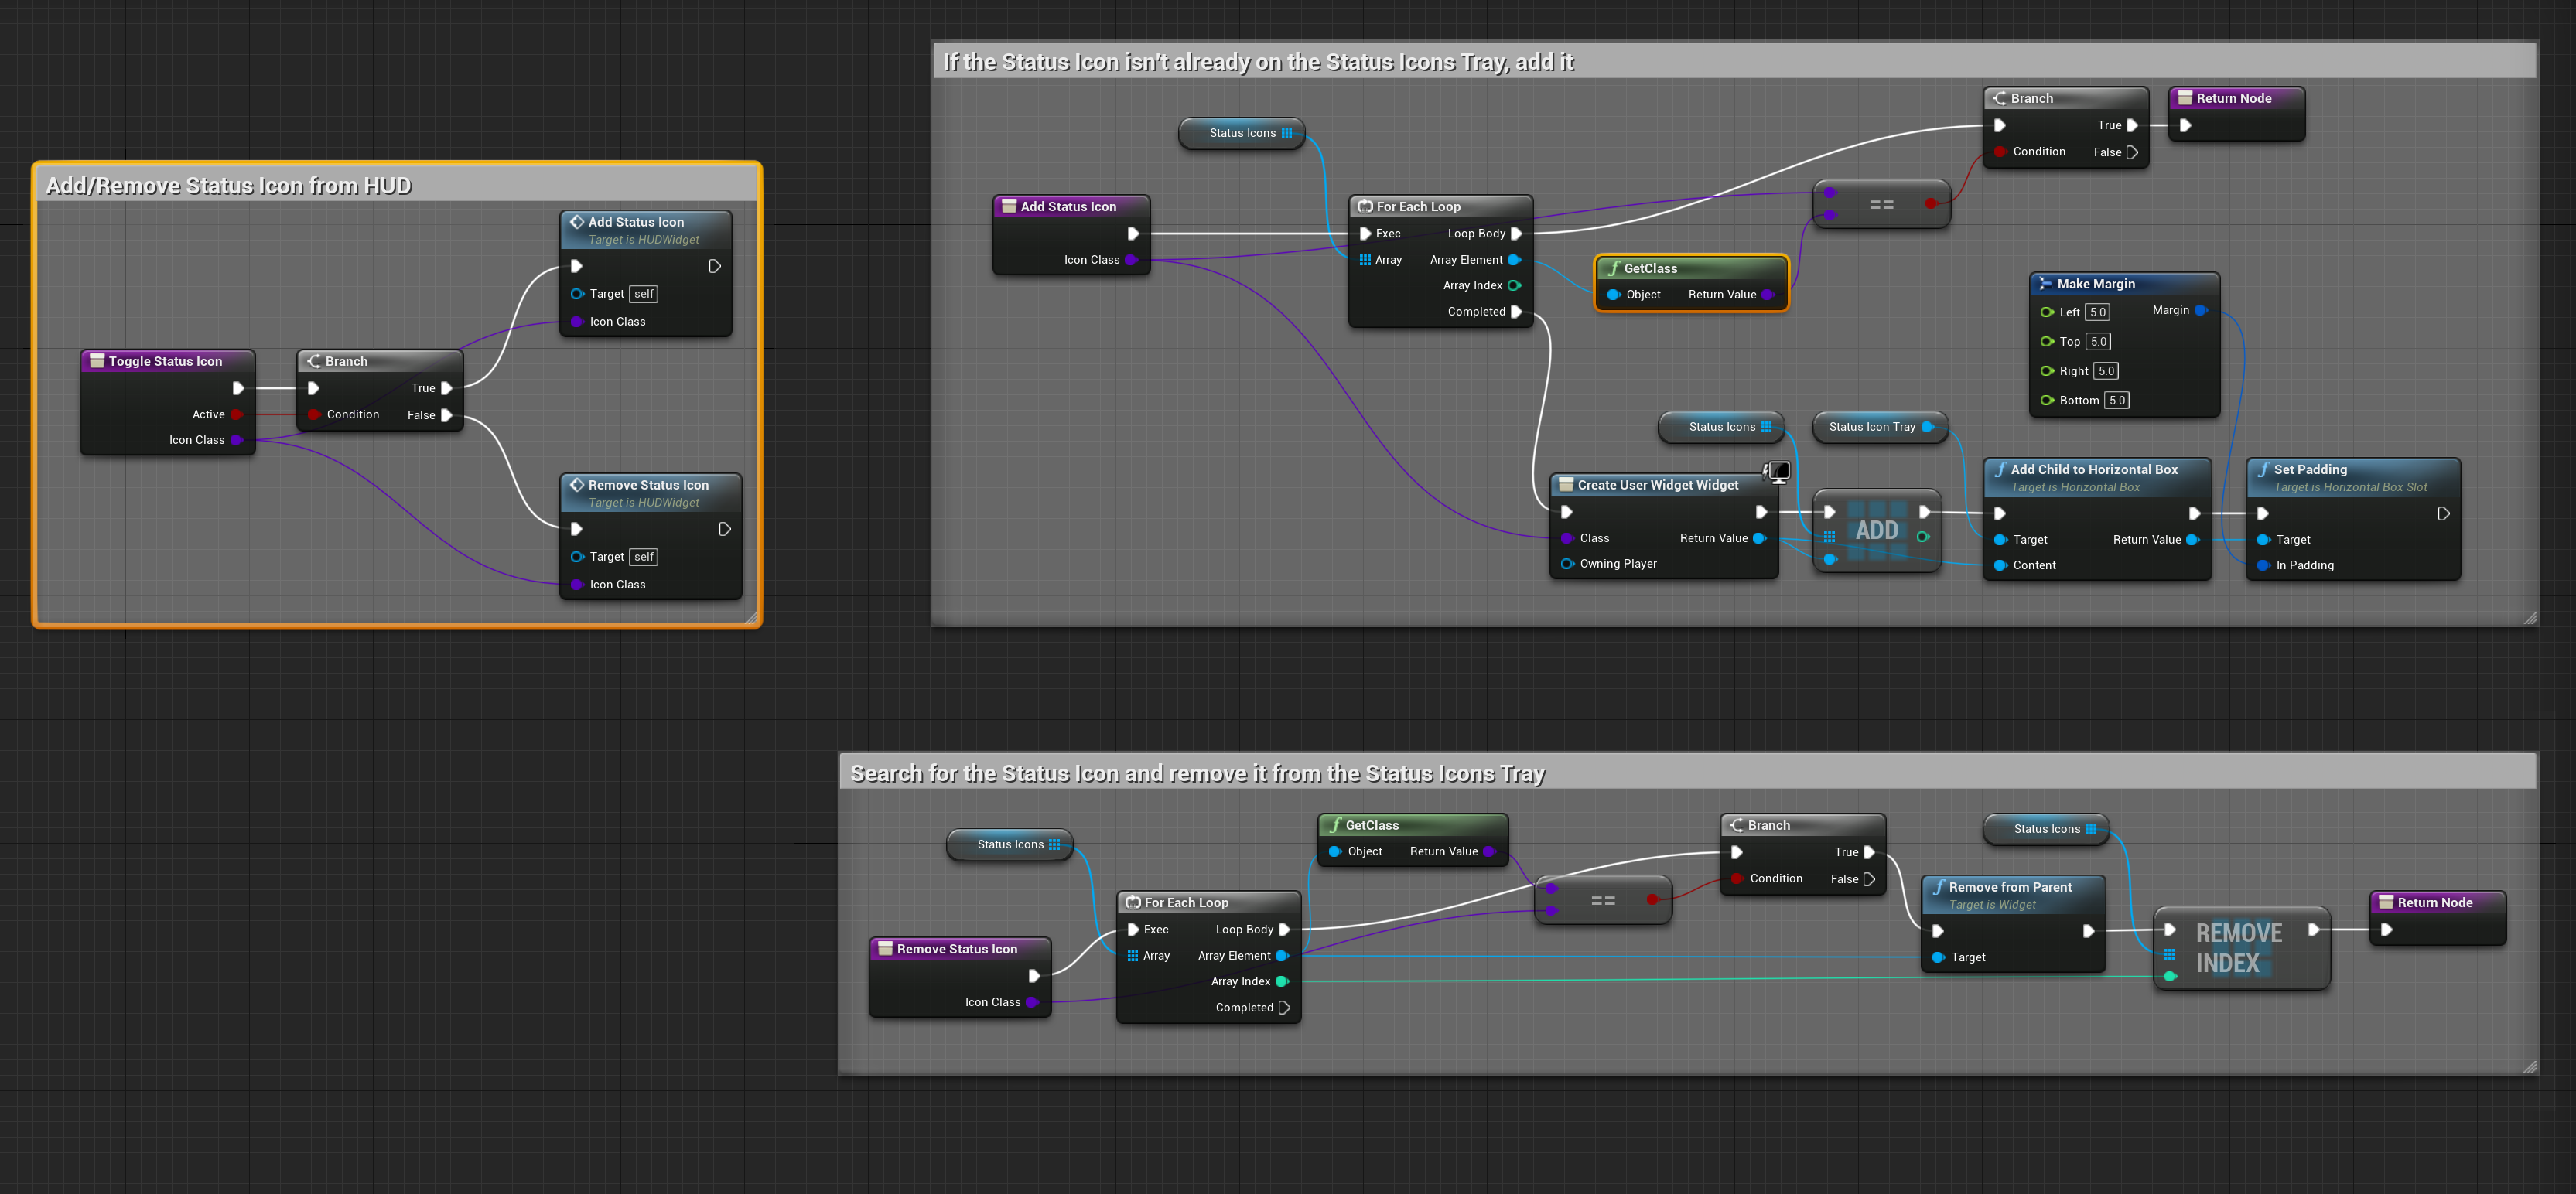 Add/Remove Status Icon from HUD
Toggle Status Icon
Active
Icon Class
Branch
True
Condition
False
Add Status Icon
Target is HUDWidget
Target self
Icon Class
Remove Status Icon
Target is HUDWidget
Target self
Icon Class
If the Status Icon isn't already on the Status Icons Tray, add it
Status Icons
Add Status Icon
Icon Class
For Each Loop
Exec Loop Body
Array Array Element
Array Index
Completed
GetClass
Object Return Value
==
Branch
True
Condition False
Return Node
Make Margin
Left 5.0 Margin
Top 5.0
Right 5.0
Bottom 5.0
Status Icons
Status Icon Tray
Create User Widget Widget
Class Return Value
Owning Player
ADD
Add Child to Horizontal Box
Target is Horizontal Box
Target Return Value
Content
Set Padding
Target is Horizontal Box Slot
Target
In Padding
Search for the Status Icon and remove it from the Status Icons Tray
Status Icons
Remove Status Icon
Icon Class
For Each Loop
Exec Loop Body
Array Array Element
Array Index
Completed
GetClass
Object Return Value
==
Branch
True
Condition False
Remove from Parent
Target is Widget
Target
Status Icons
REMOVE
INDEX
Return Node